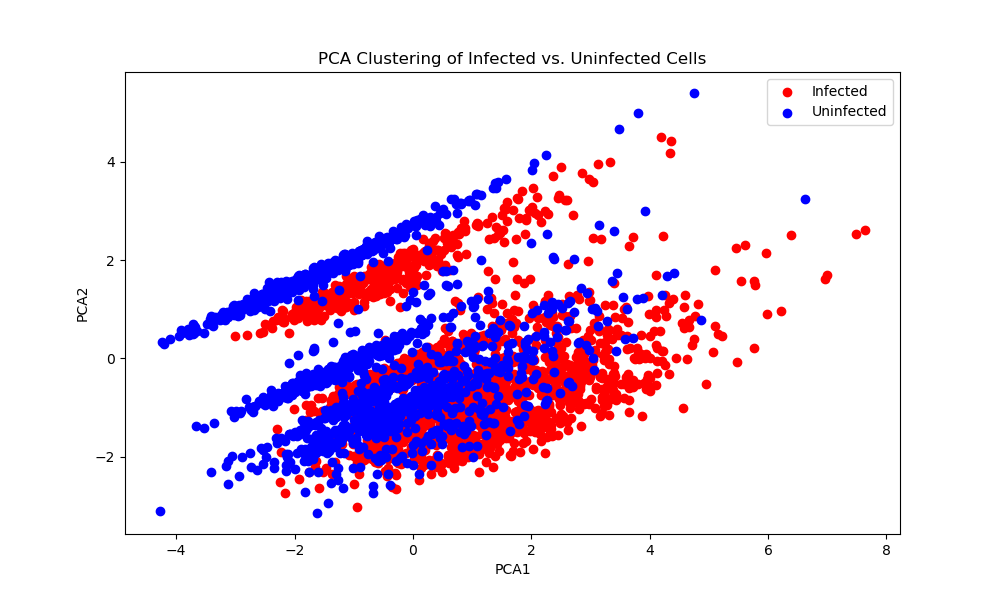 PCA Clustering of Infected vs. Uninfected Cells
Infected
Uninfected
4
2
0
−2
PCA2
−4
−2
0
2
4
6
8
PCA1